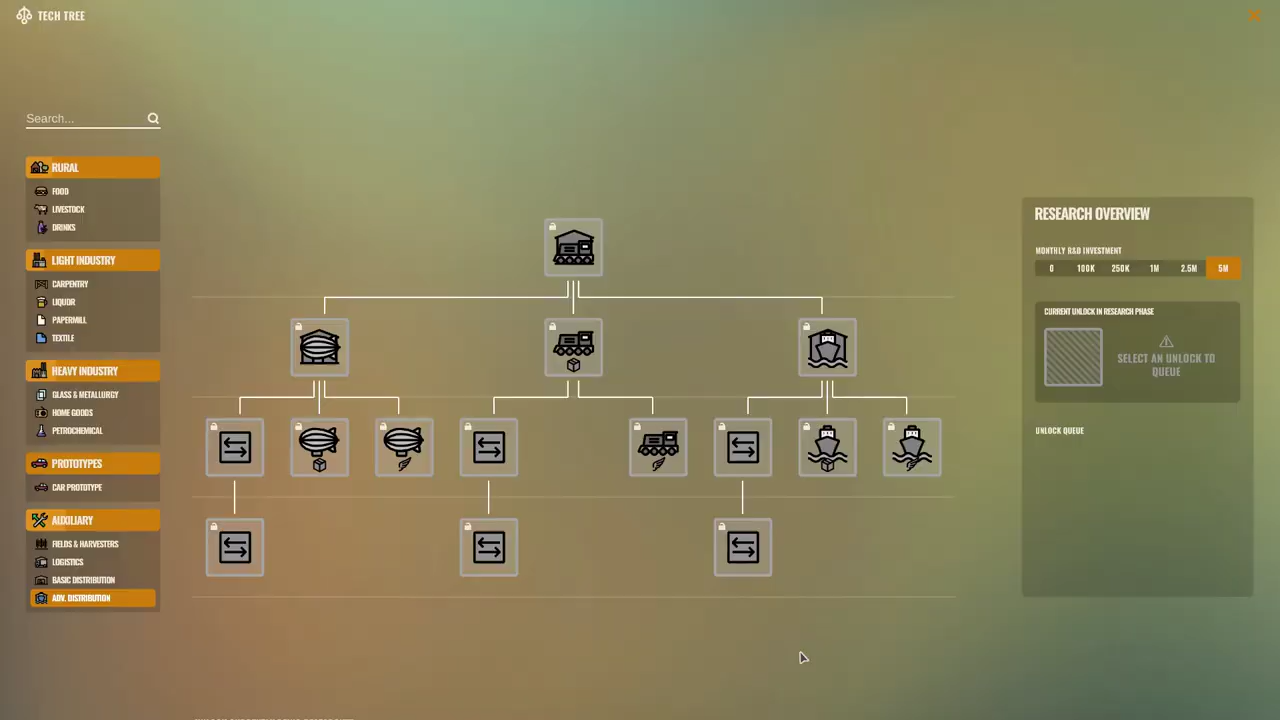 TECH TREE
Search...
RURAL
FOOD
LIVESTOCK
DRINKS
LIGHT INDUSTRY
CARPENTRY
LIQUOR
PAPERMILL
TEXTILE
HEAVY INDUSTRY
GLASS & METALLURGY
HOME GOODS
PETROCHEMICAL
PROTOTYPES
CAR PROTOTYPE
AUXILIARY
FIELDS & HARVESTERS
LOGISTICS
BASIC DISTRIBUTION
ADV. DISTRIBUTION
RESEARCH OVERVIEW
MONTHLY R&D INVESTMENT
0 100K 250K 1M 2.5M 5M
CURRENT UNLOCK IN RESEARCH PHASE
SELECT AN UNLOCK TO
QUEUE
UNLOCK QUEUE